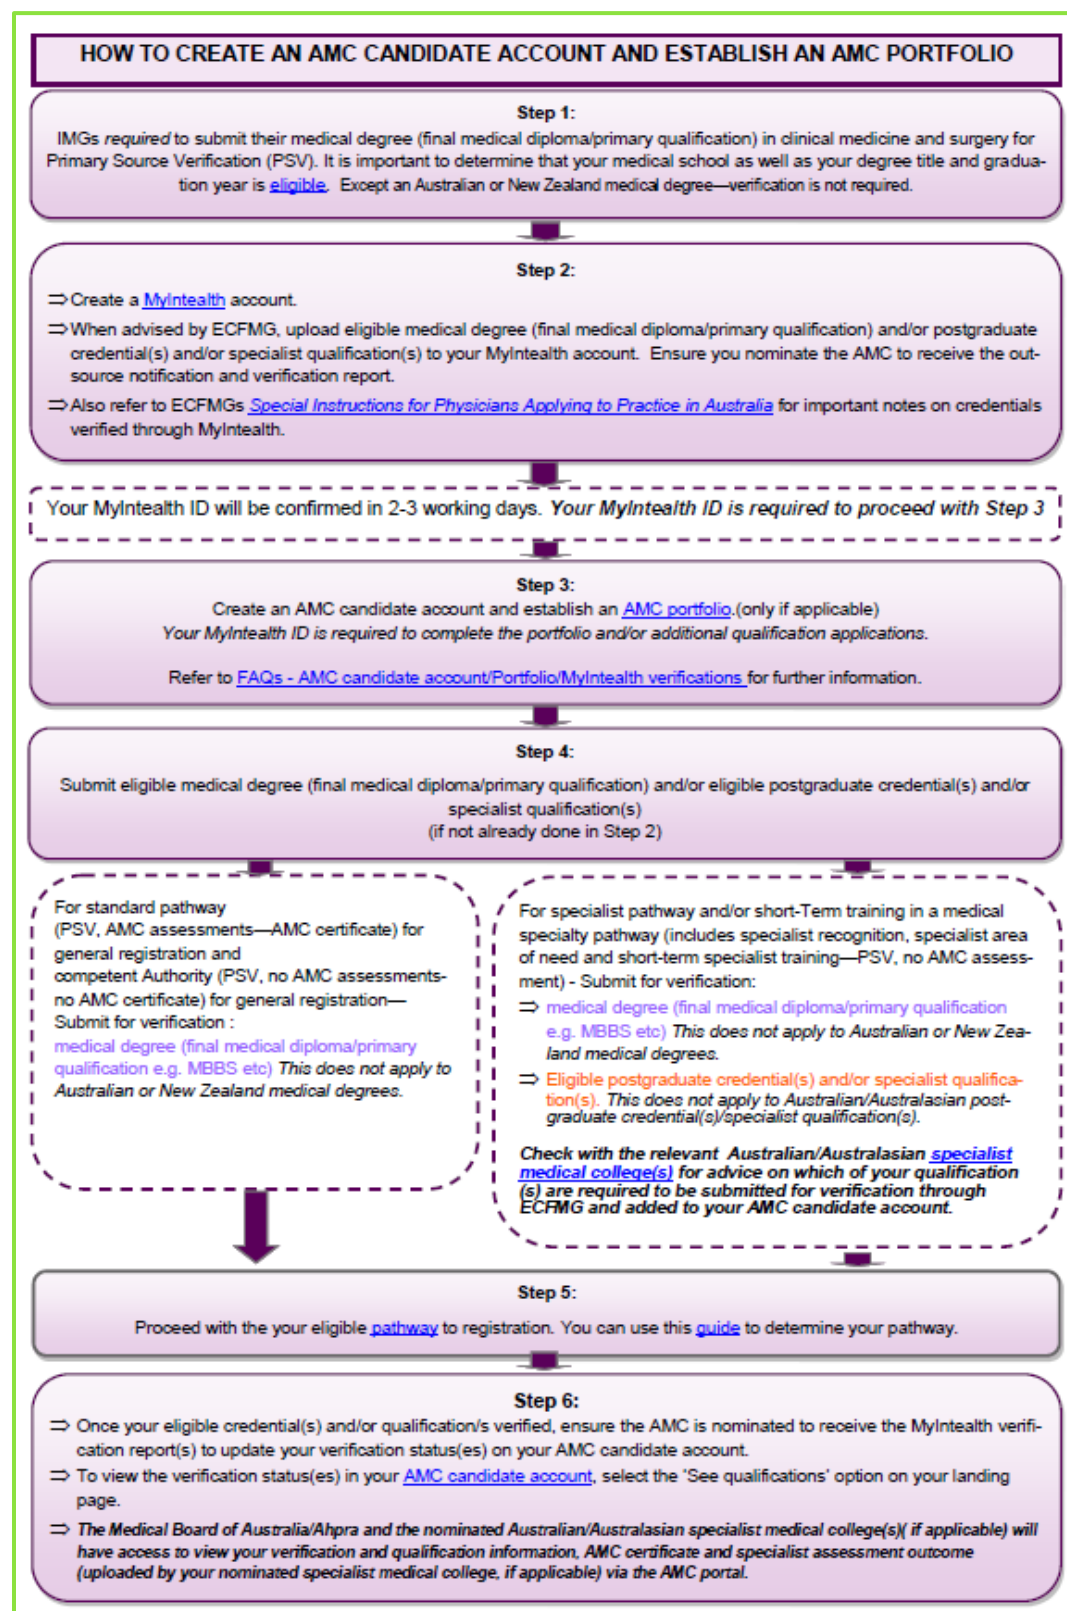 HOW TO CREATE AN AMC CANDIDATE ACCOUNT AND ESTABLISH AN AMC PORTFOLIO
Step 1:
IMGs required to submit their medical degree (final medical diploma/primary qualification) in clinical medicine and surgery for
Primary Source Verification (PSV). It is important to determine that your medical school as well as your degree title and gradua-
tion year is eligible. Except an Australian or New Zealand medical degree—verification is not required.
Step 2:
⇒Create a MyIntealth account.
⇒When advised by ECFMG, upload eligible medical degree (final medical diploma/primary qualification) and/or postgraduate
credential(s) and/or specialist qualification(s) to your MyIntealth account. Ensure you nominate the AMC to receive the out-
source notification and verification report.
⇒Also refer to ECFMGs Special Instructions for Physicians Applying to Practice in Australia for important notes on credentials
verified through MyIntealth.
Your MyIntealth ID will be confirmed in 2-3 working days. Your MyIntealth ID is required to proceed with Step 3
Step 3:
Create an AMC candidate account and establish an AMC portfolio.(only if applicable)
Your MyIntealth ID is required to complete the portfolio and/or additional qualification applications.
Refer to FAQs - AMC candidate account/Portfolio/MyIntealth verifications for further information.
Step 4:
Submit eligible medical degree (final medical diploma/primary qualification) and/or eligible postgraduate credential(s) and/or
specialist qualification(s)
(if not already done in Step 2)
For standard pathway
(PSV, AMC assessments—AMC certificate) for
general registration and
competent Authority (PSV, no AMC assessments-
no AMC certificate) for general registration—
Submit for verification :
medical degree (final medical diploma/primary
qualification e.g. MBBS etc) This does not apply to
Australian or New Zealand medical degrees.
For specialist pathway and/or short-Term training in a medical
specialty pathway (includes specialist recognition, specialist area
of need and short-term specialist training—PSV, no AMC assess-
ment) - Submit for verification:
⇒ medical degree (final medical diploma/primary qualification
e.g. MBBS etc) This does not apply to Australian or New Zea-
land medical degrees.
⇒ Eligible postgraduate credential(s) and/or specialist qualifica-
tion(s). This does not apply to Australian/Australasian post-
graduate credential(s)/specialist qualification(s).
Check with the relevant Australian/Australasian specialist
medical college(s) for advice on which of your qualification
(s) are required to be submitted for verification through
ECFMG and added to your AMC candidate account.
Step 5:
Proceed with the your eligible pathway to registration. You can use this guide to determine your pathway.
Step 6:
⇒ Once your eligible credential(s) and/or qualification/s verified, ensure the AMC is nominated to receive the MyIntealth verifi-
cation report(s) to update your verification status(es) on your AMC candidate account.
⇒ To view the verification status(es) in your AMC candidate account, select the 'See qualifications' option on your landing
page.
⇒ The Medical Board of Australia/Ahpra and the nominated Australian/Australasian specialist medical college(s)( if applicable) will
have access to view your verification and qualification information, AMC certificate and specialist assessment outcome
(uploaded by your nominated specialist medical college, if applicable) via the AMC portal.